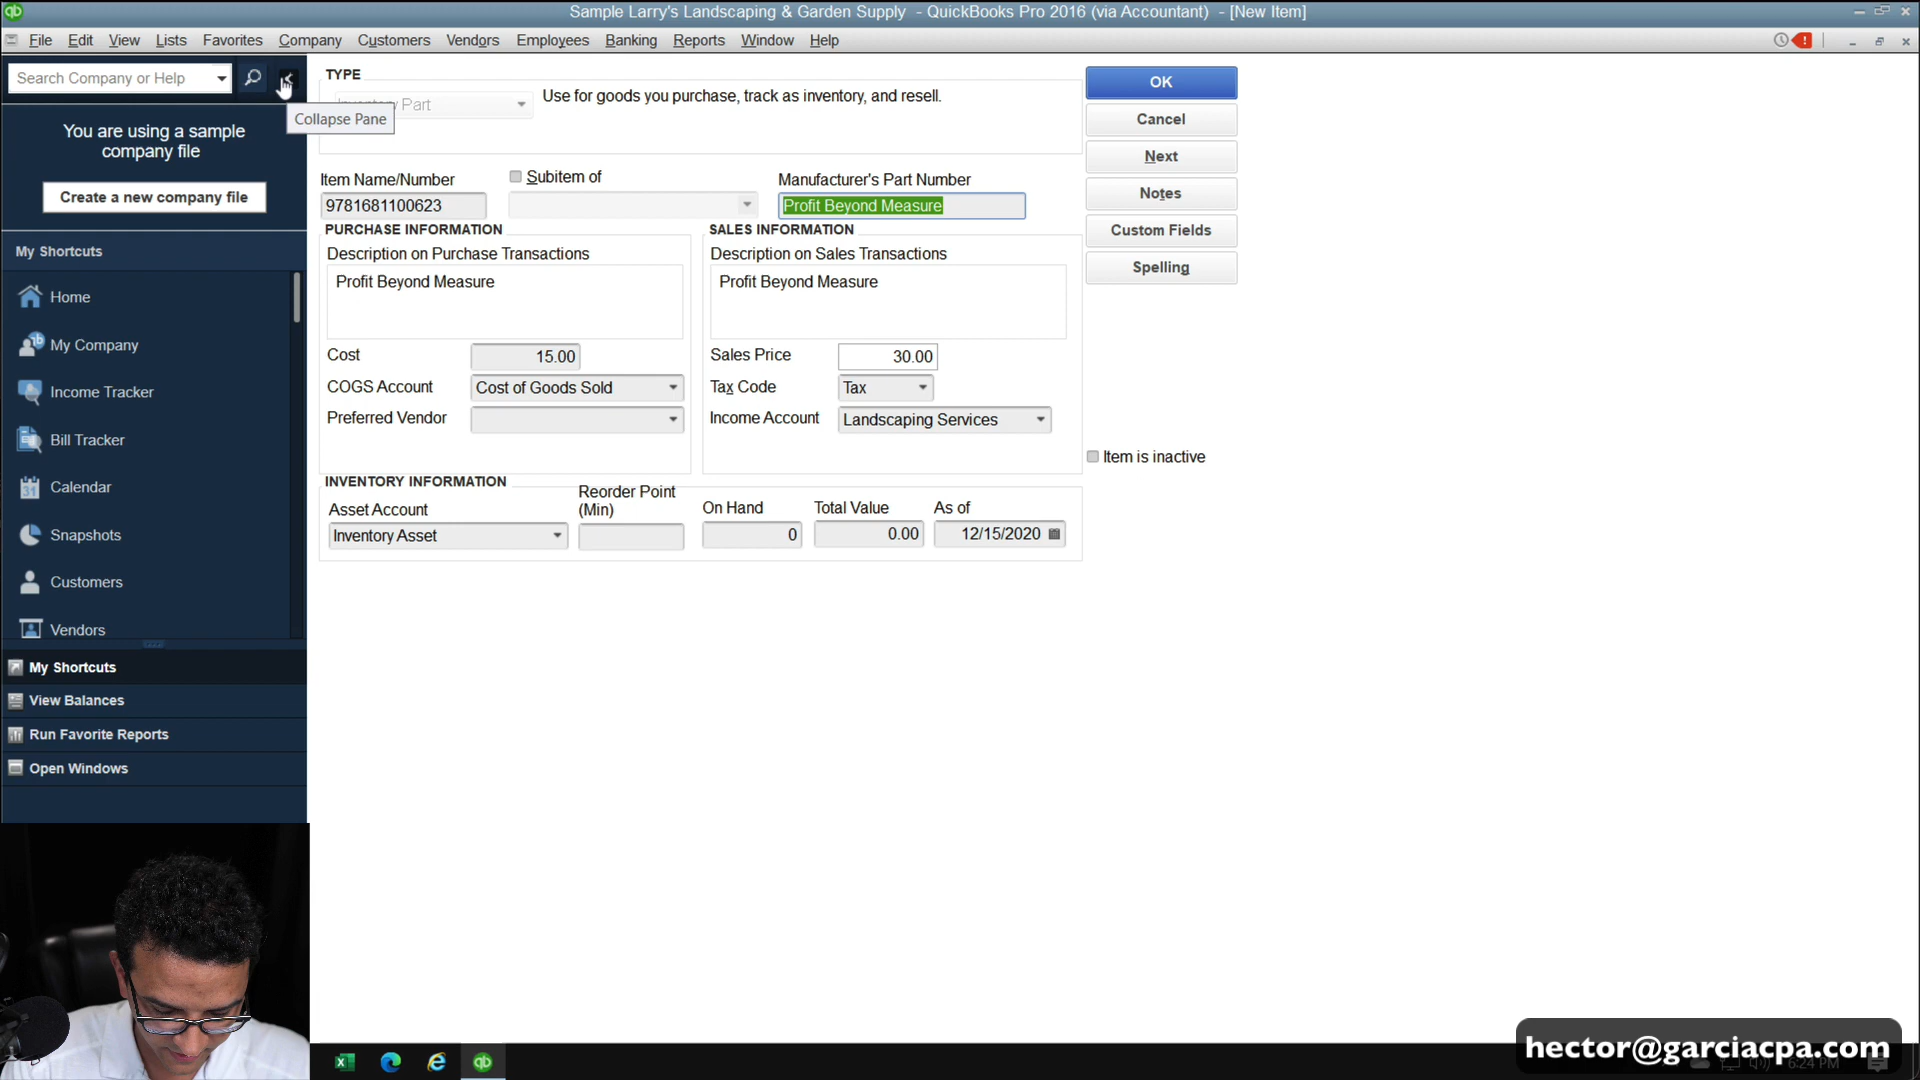 Sample Larry's Landscaping & Garden Supply - QuickBooks Pro 2016 (via Accountant) - [New Item]
File Edit View Lists Favorites Company Customers Vendors Employees Banking Reports Window Help
Search Company or Help
Collapse Pane
You are using a sample
company file
Create a new company file
My Shortcuts
Home
My Company
Income Tracker
Bill Tracker
Calendar
Snapshots
Customers
Vendors
My Shortcuts
View Balances
Run Favorite Reports
Open Windows
TYPE
Inventory Part
Use for goods you purchase, track as inventory, and resell.
Item Name/Number
9781681100623
Subitem of
Manufacturer's Part Number
Profit Beyond Measure
PURCHASE INFORMATION
Description on Purchase Transactions
Profit Beyond Measure
Cost 15.00
COGS Account Cost of Goods Sold
Preferred Vendor
SALES INFORMATION
Description on Sales Transactions
Profit Beyond Measure
Sales Price 30.00
Tax Code Tax
Income Account Landscaping Services
INVENTORY INFORMATION
Asset Account
Inventory Asset
Reorder Point
(Min)
On Hand
0
Total Value
0.00
As of
12/15/2020
OK
Cancel
Next
Notes
Custom Fields
Spelling
Item is inactive
hector@garciacpa.com
6:24 PM